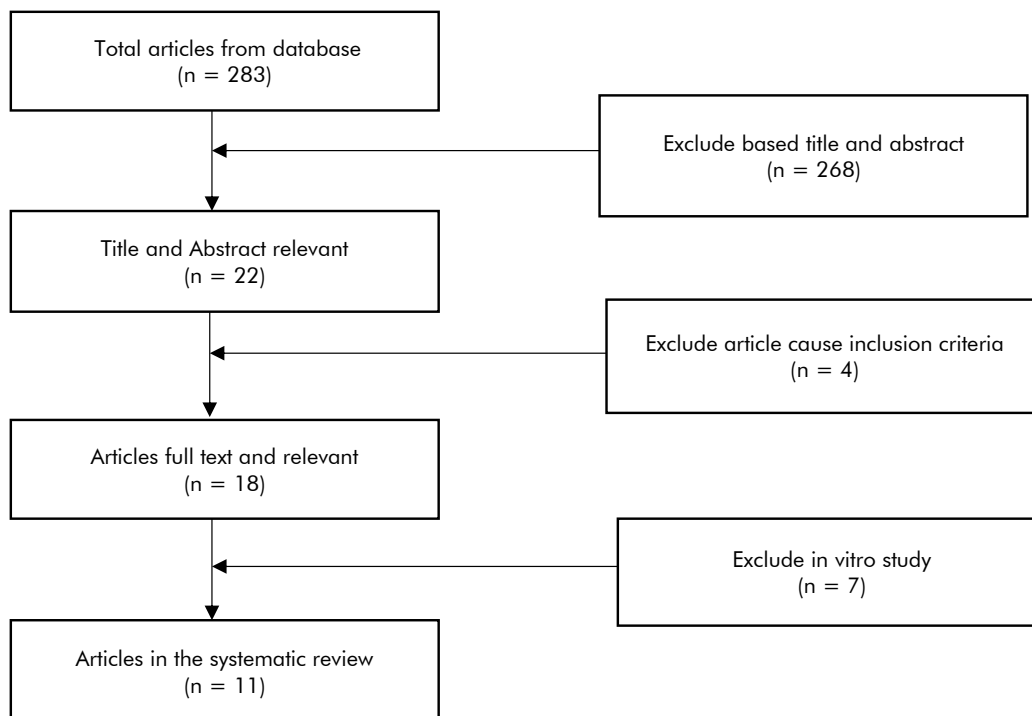 Total articles from database
(n = 283)
Exclude based title and abstract
(n = 268)
Title and Abstract relevant
(n = 22)
Exclude article cause inclusion criteria
(n = 4)
Articles full text and relevant
(n = 18)
Exclude in vitro study
(n = 7)
Articles in the systematic review
(n = 11)